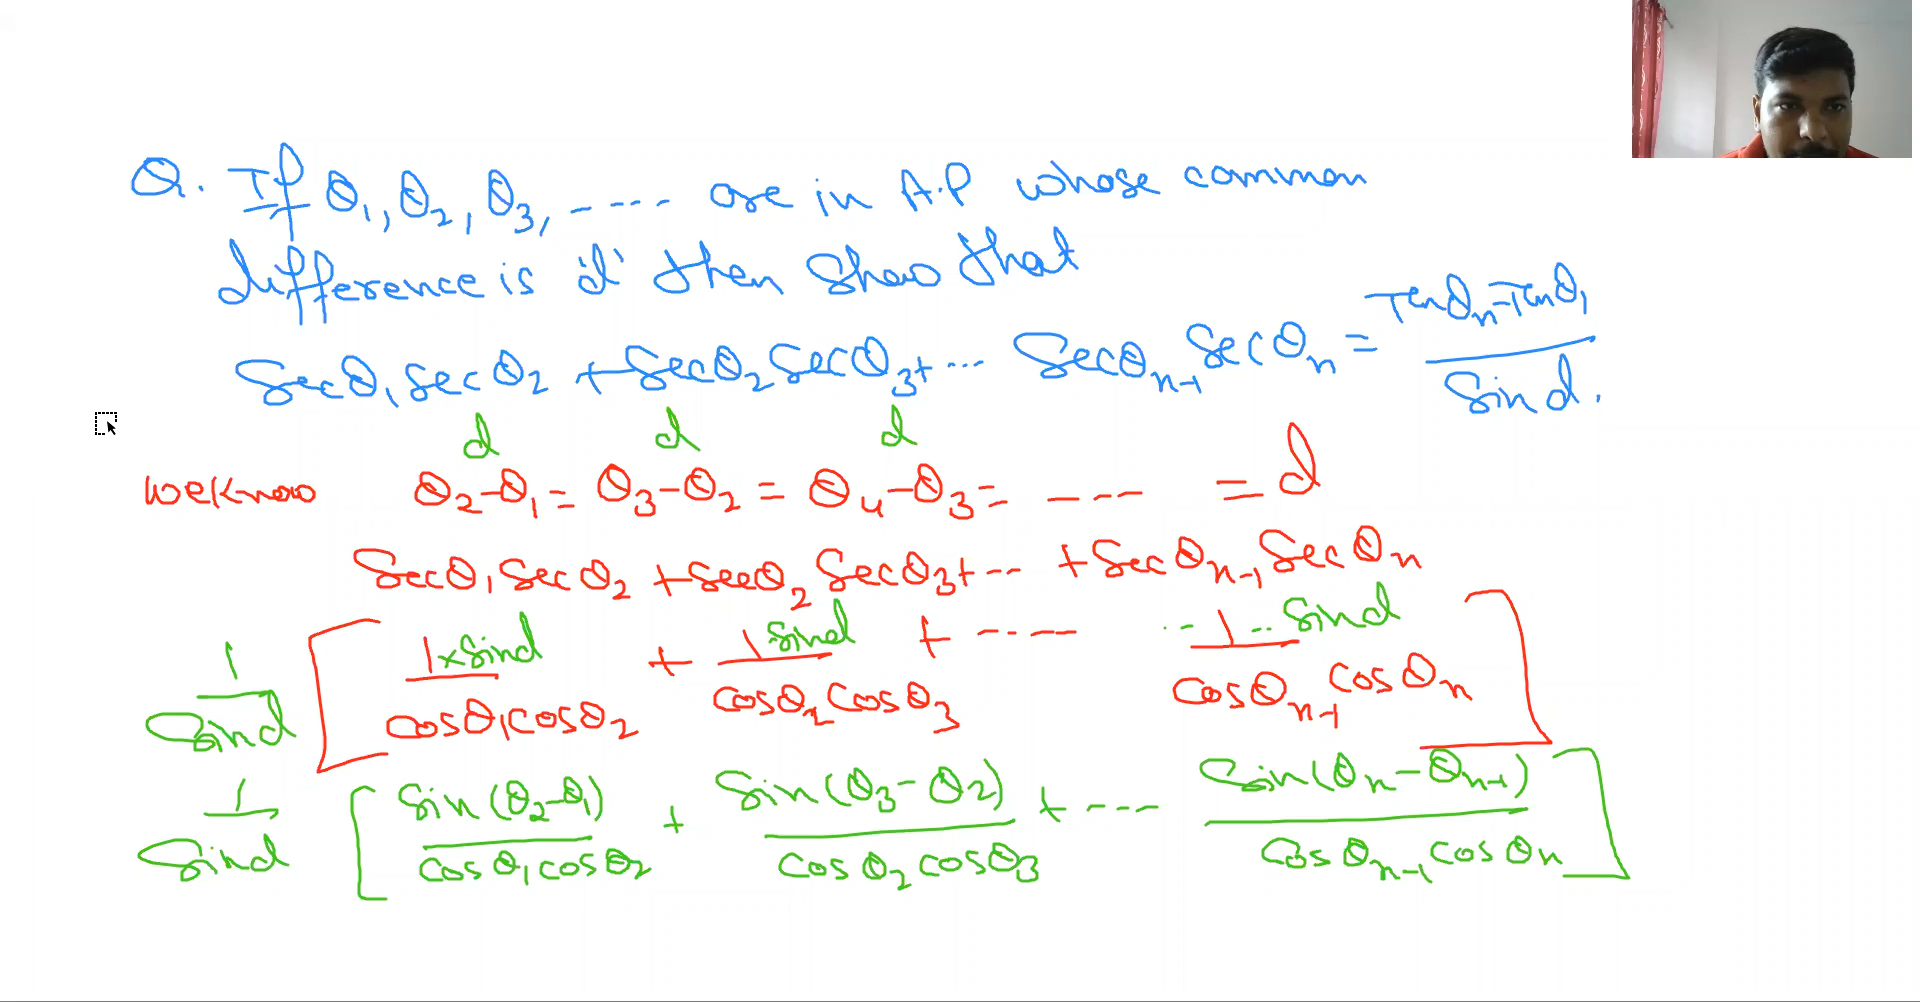 Q. If θ₁, θ₂, θ₃, ---- are in A.P whose common
difference is 'd' then show that
Secθ₁ secθ₂ + Secθ₂ Secθ₃ + ... Secθₙ₋₁ Secθₙ = (Tanθₙ - Tanθ₁) / Sin d.
d d d
we know θ₂-θ₁ = θ₃-θ₂ = θ₄-θ₃ = ---- = d
Secθ₁ Secθ₂ + Secθ₂ Secθ₃ + --- + Secθₙ₋₁ Secθₙ
1/Sind [ (1×Sind)/(cosθ₁cosθ₂) + (1 Sind)/(cosθ₂ cosθ₃) + ----- -- (1 -- Sind)/(cosθₙ₋₁ cosθₙ) ]
1/Sind [ Sin(θ₂-θ₁)/(cosθ₁cosθ₂) + Sin(θ₃-θ₂)/(cosθ₂ cosθ₃) + ---- Sin(θₙ-θₙ₋₁)/(Cosθₙ₋₁ cosθₙ) ]